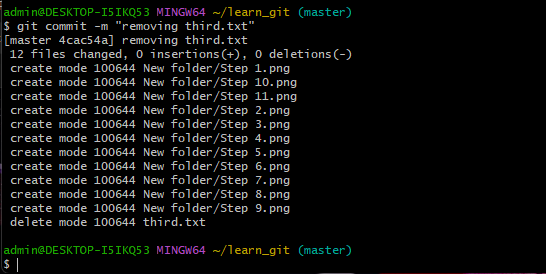 admin@DESKTOP-I5IKQ53 MINGW64 ~/learn_git (master)
$ git commit -m "removing third.txt"
[master 4cac54a] removing third.txt
 12 files changed, 0 insertions(+), 0 deletions(-)
 create mode 100644 New folder/Step 1.png
 create mode 100644 New folder/Step 10.png
 create mode 100644 New folder/Step 11.png
 create mode 100644 New folder/Step 2.png
 create mode 100644 New folder/Step 3.png
 create mode 100644 New folder/Step 4.png
 create mode 100644 New folder/Step 5.png
 create mode 100644 New folder/Step 6.png
 create mode 100644 New folder/Step 7.png
 create mode 100644 New folder/Step 8.png
 create mode 100644 New folder/Step 9.png
 delete mode 100644 third.txt
admin@DESKTOP-I5IKQ53 MINGW64 ~/learn_git (master)
$